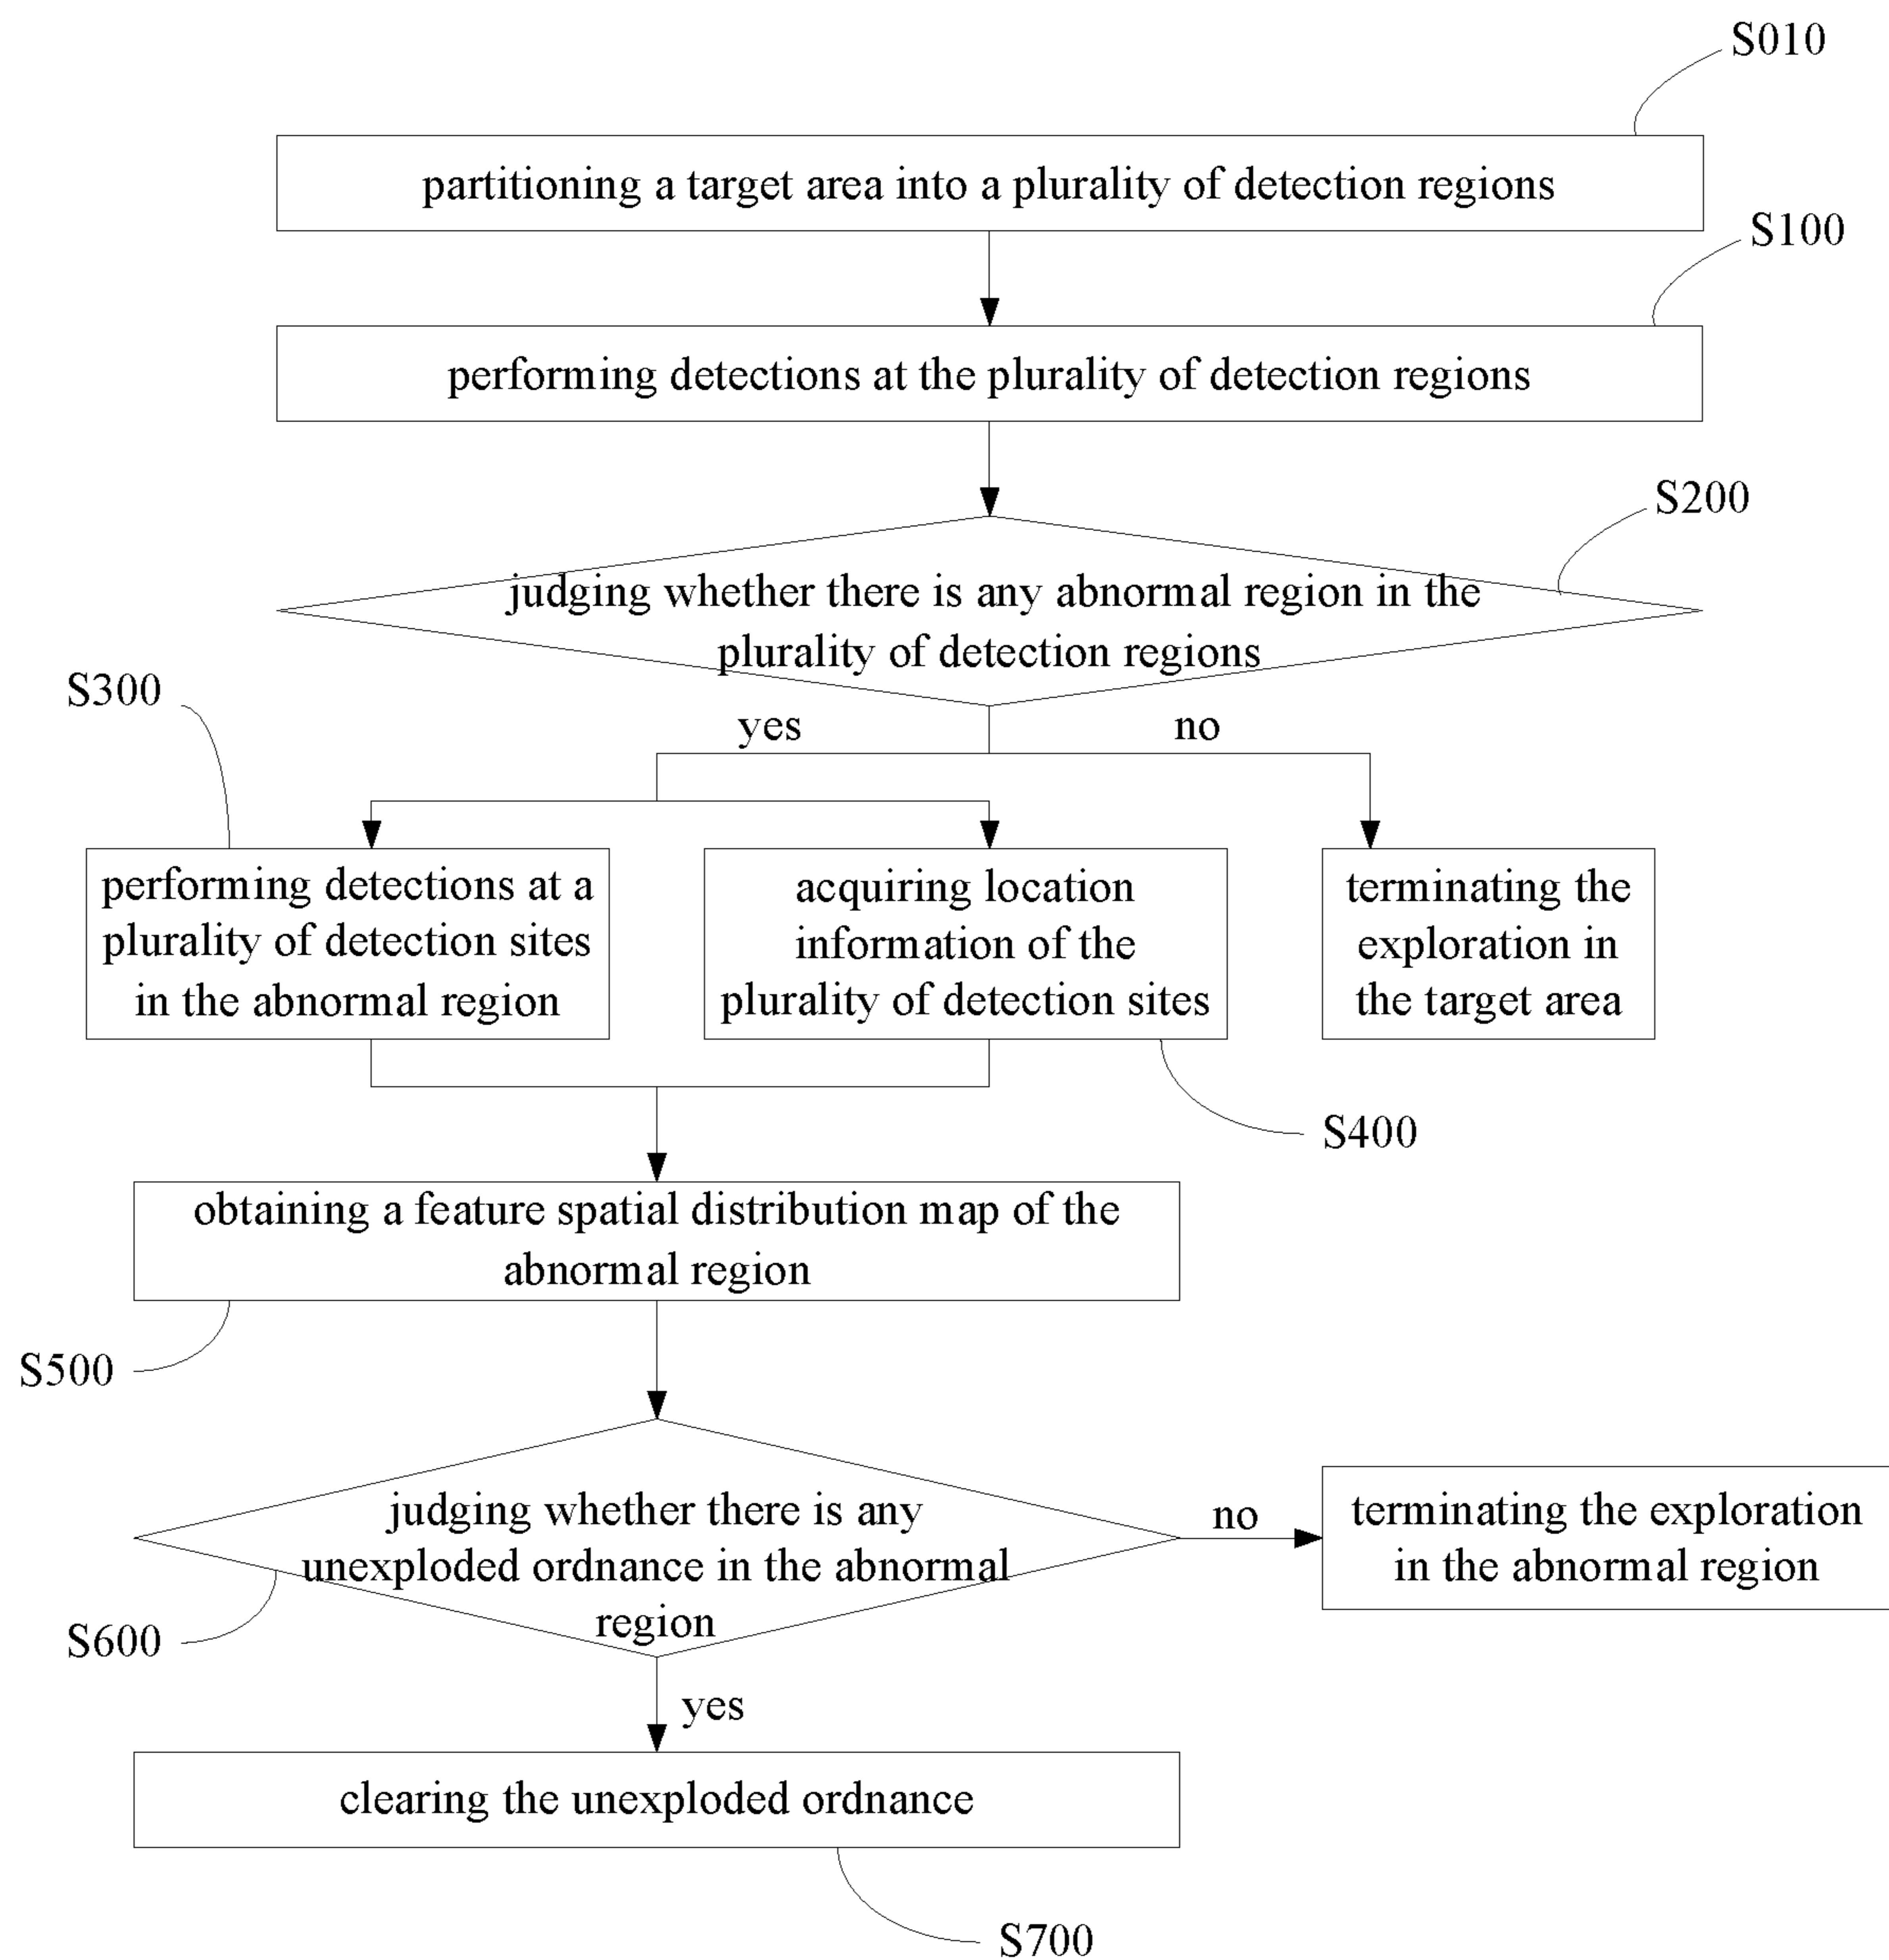 S010
partitioning a target area into a plurality of detection regions
S100
performing detections at the plurality of detection regions
S200
judging whether there is any abnormal region in the
plurality of detection regions
S300
yes
no
performing detections at a
plurality of detection sites
in the abnormal region
acquiring location
information of the
plurality of detection sites
terminating the
exploration in
the target area
S400
obtaining a feature spatial distribution map of the
abnormal region
S500
judging whether there is any
unexploded ordnance in the abnormal
region
no
terminating the exploration
in the abnormal region
S600
yes
clearing the unexploded ordnance
S700